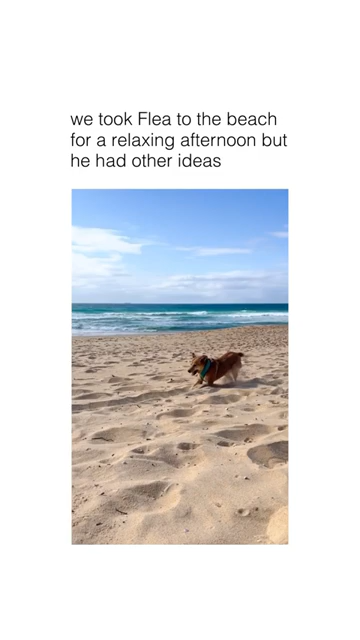 we took Flea to the beach
for a relaxing afternoon but
he had other ideas